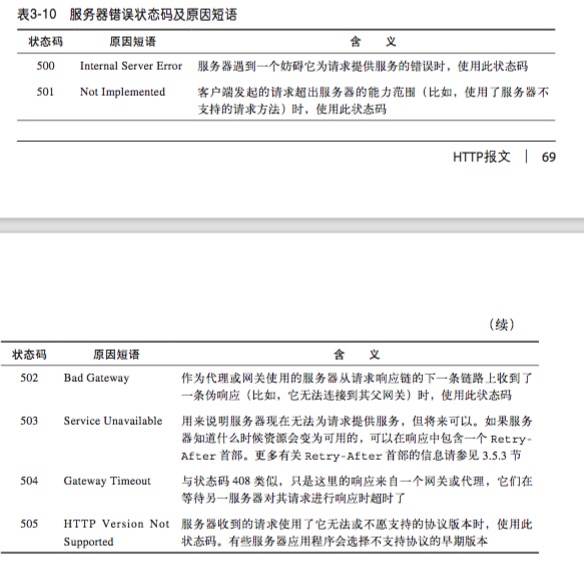 表3-10 服务器错误状态码及原因短语
状态码 原因短语 含 义
500 Internal Server Error 服务器遇到一个妨碍它为请求提供服务的错误时，使用此状态码
501 Not Implemented 客户端发起的请求超出服务器的能力范围（比如，使用了服务器不
支持的请求方法）时，使用此状态码
HTTP报文 | 69
（续）
状态码 原因短语 含 义
502 Bad Gateway 作为代理或网关使用的服务器从请求响应链的下一条链路上收到了
一条伪响应（比如，它无法连接到其父网关）时，使用此状态码
503 Service Unavailable 用来说明服务器现在无法为请求提供服务，但将来可以。如果服务
器知道什么时候资源会变为可用的，可以在响应中包含一个 Retry-
After 首部。更多有关 Retry-After 首部的信息请参见 3.5.3 节
504 Gateway Timeout 与状态码 408 类似，只是这里的响应来自一个网关或代理，它们在
等待另一服务器对其请求进行响应时超时了
505 HTTP Version Not 服务器收到的请求使用了它无法或不愿支持的协议版本时，使用此
Supported 状态码。有些服务器应用程序会选择不支持协议的早期版本